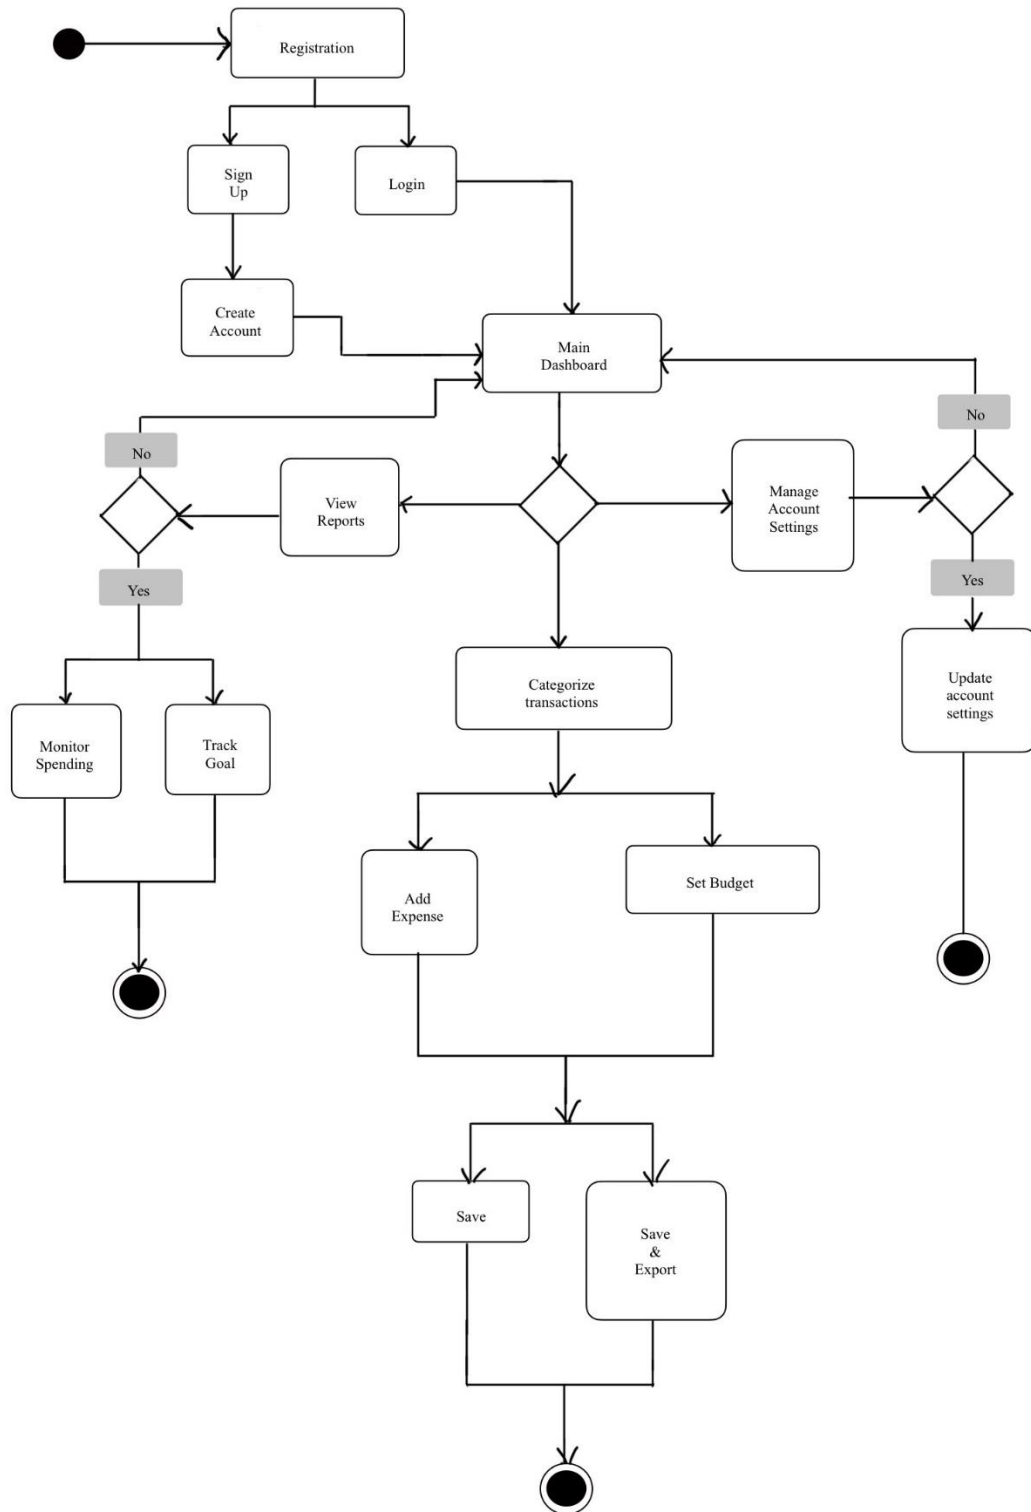 Registration
Sign
Up
Login
Create
Account
Main
Dashboard
No
No
View
Reports
Manage
Account
Settings
Yes
Yes
Categorize
transactions
Update
account
settings
Monitor
Spending
Track
Goal
Add
Expense
Set Budget
Save
Save
&
Export